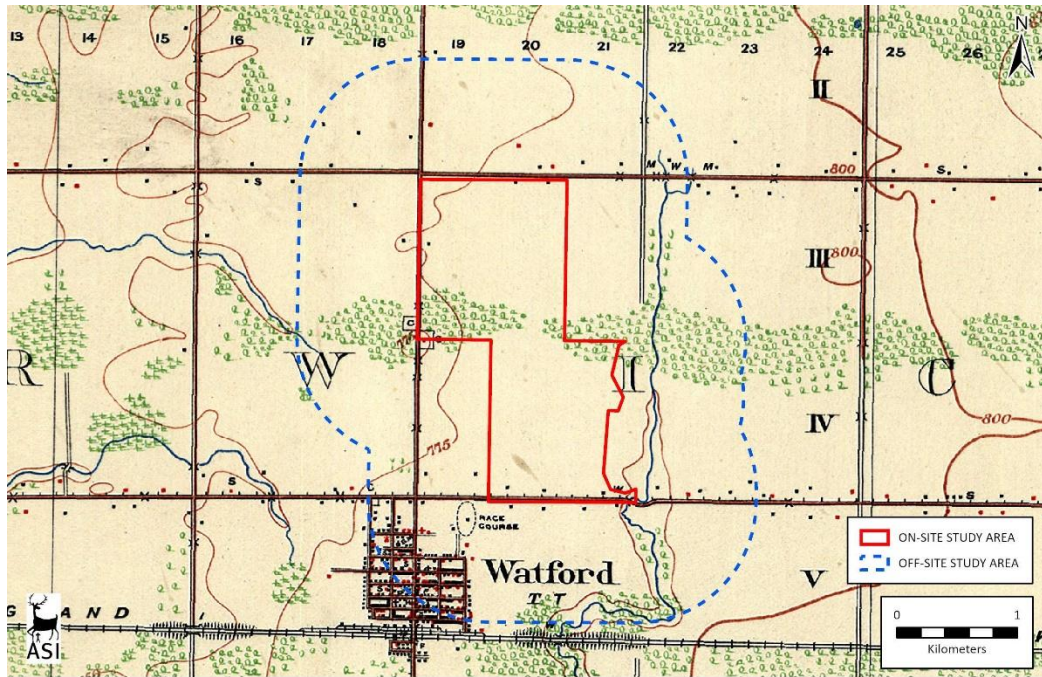 N
13 14 15 16 17 18 19 20 21 22 24 25 26
II
M W M.
800
S
S.
III
800
C
775
R W I C
IV
800
775
S
W
S
C
RACE
COURSE
ON-SITE STUDY AREA
OFF-SITE STUDY AREA
Watford
V
T T
G R A N D
ASI
0 1
Kilometers